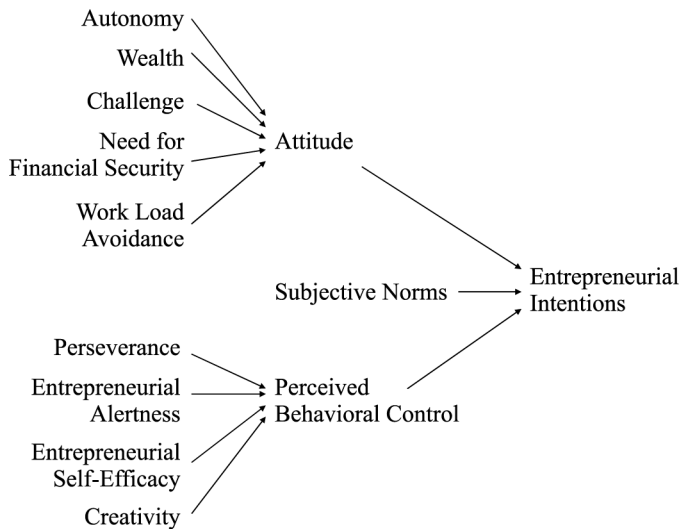 Autonomy
Wealth
Challenge
Need for
Financial Security
Work Load
Avoidance
Attitude
Subjective Norms
Entrepreneurial
Intentions
Perseverance
Entrepreneurial
Alertness
Entrepreneurial
Self-Efficacy
Creativity
Perceived
Behavioral Control